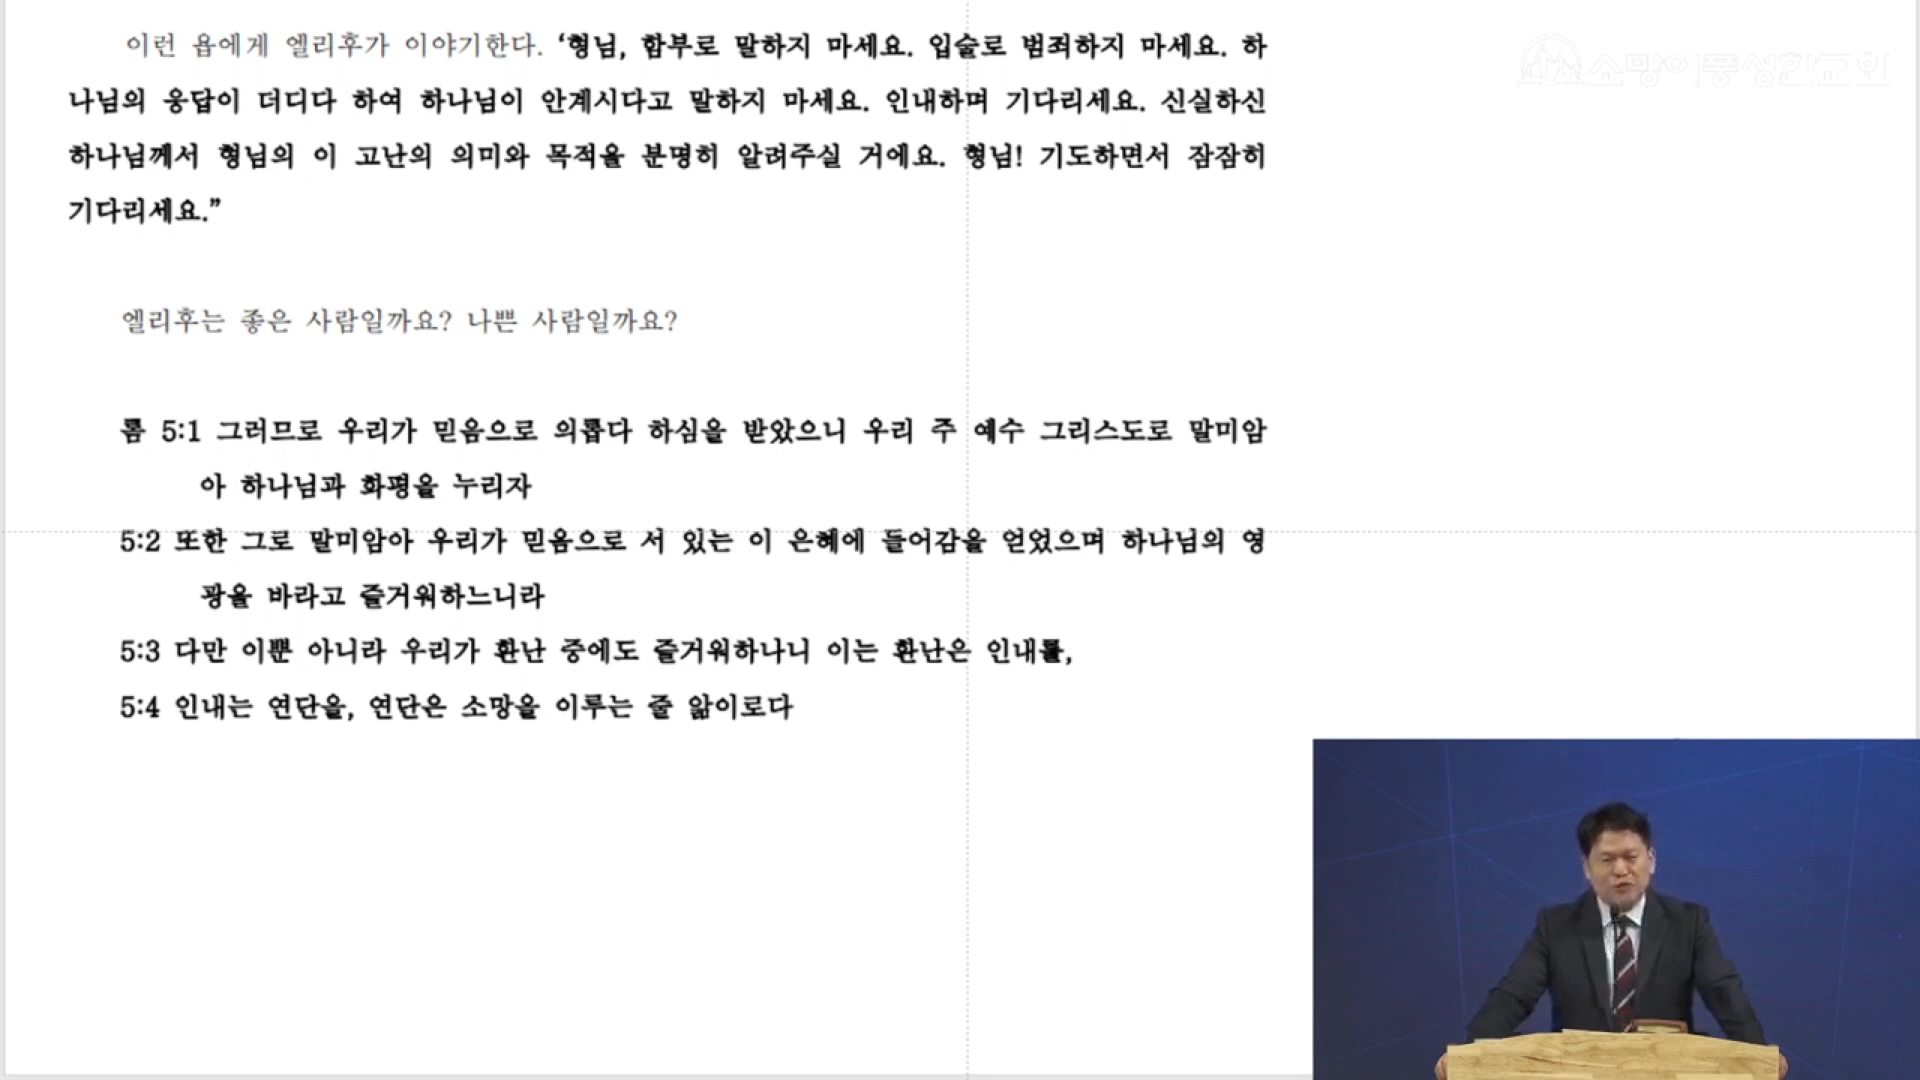 이런 욥에게 엘리후가 이야기한다. ‘형님, 함부로 말하지 마세요. 입술로 범죄하지 마세요. 하
나님의 응답이 더디다 하여 하나님이 안계시다고 말하지 마세요. 인내하며 기다리세요. 신실하신
하나님께서 형님의 이 고난의 의미와 목적을 분명히 알려주실 거에요. 형님! 기도하면서 잠잠히
기다리세요.”
엘리후는 좋은 사람일까요? 나쁜 사람일까요?
롬 5:1 그러므로 우리가 믿음으로 의롭다 하심을 받았으니 우리 주 예수 그리스도로 말미암
아 하나님과 화평을 누리자
5:2 또한 그로 말미암아 우리가 믿음으로 서 있는 이 은혜에 들어감을 얻었으며 하나님의 영
광을 바라고 즐거워하느니라
5:3 다만 이뿐 아니라 우리가 환난 중에도 즐거워하나니 이는 환난은 인내를,
5:4 인내는 연단을, 연단은 소망을 이루는 줄 앎이로다
소망이풍성한교회